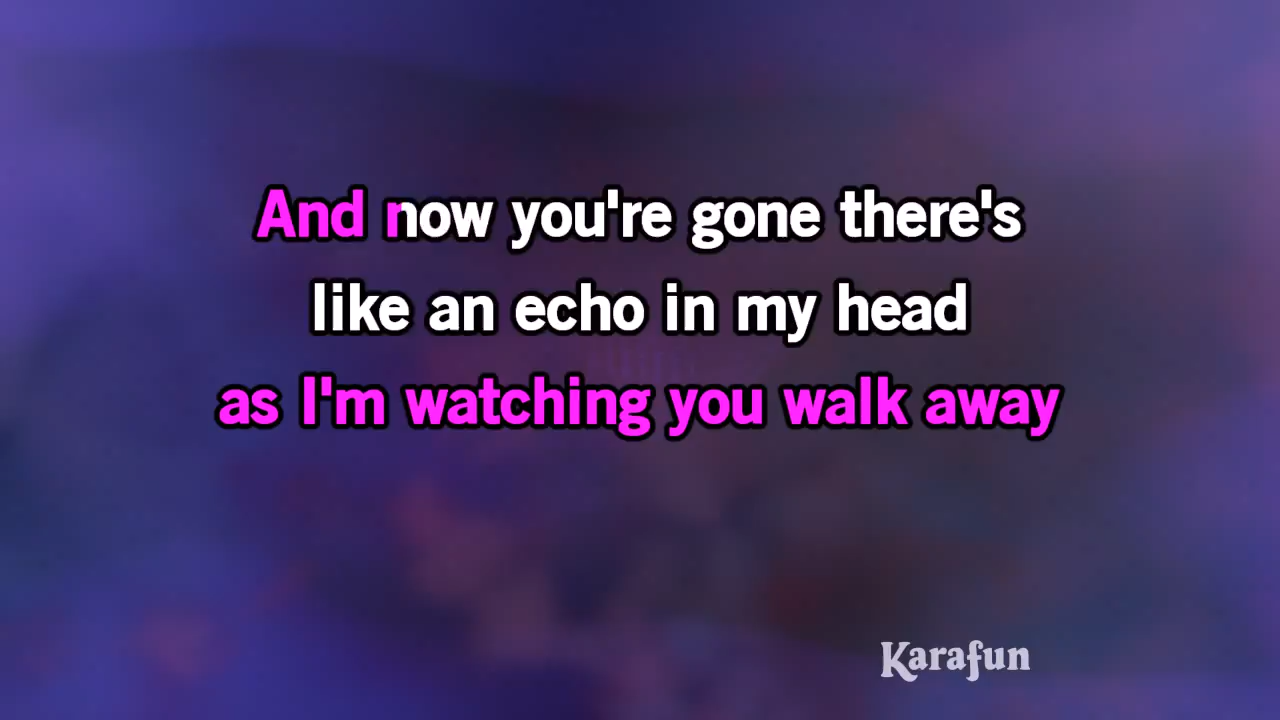 And now you're gone there's
like an echo in my head
as I'm watching you walk away
Karafun